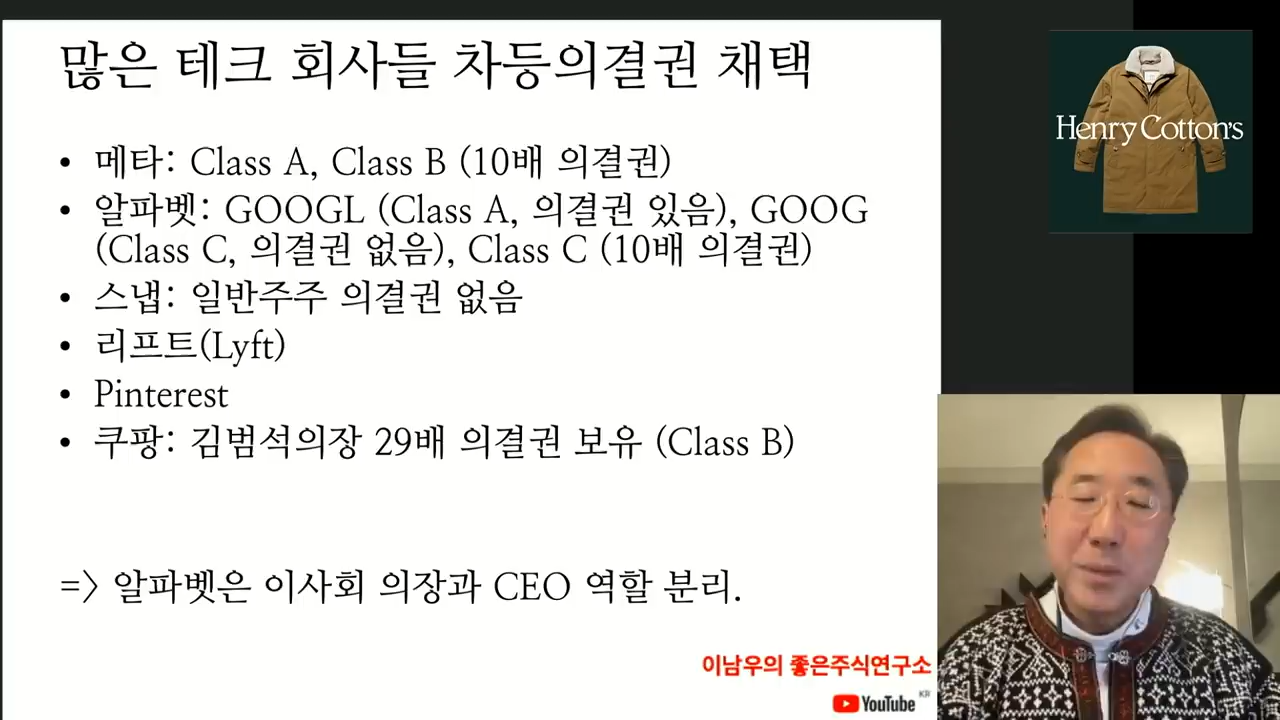 많은 테크 회사들 차등의결권 채택
• 메타: Class A, Class B (10배 의결권)
• 알파벳: GOOGL (Class A, 의결권 있음), GOOG
(Class C, 의결권 없음), Class C (10배 의결권)
• 스냅: 일반주주 의결권 없음
• 리프트(Lyft)
• Pinterest
• 쿠팡: 김범석의장 29배 의결권 보유 (Class B)
=> 알파벳은 이사회 의장과 CEO 역할 분리.
이남우의 좋은주식연구소
YouTube KR
Henry Cotton's